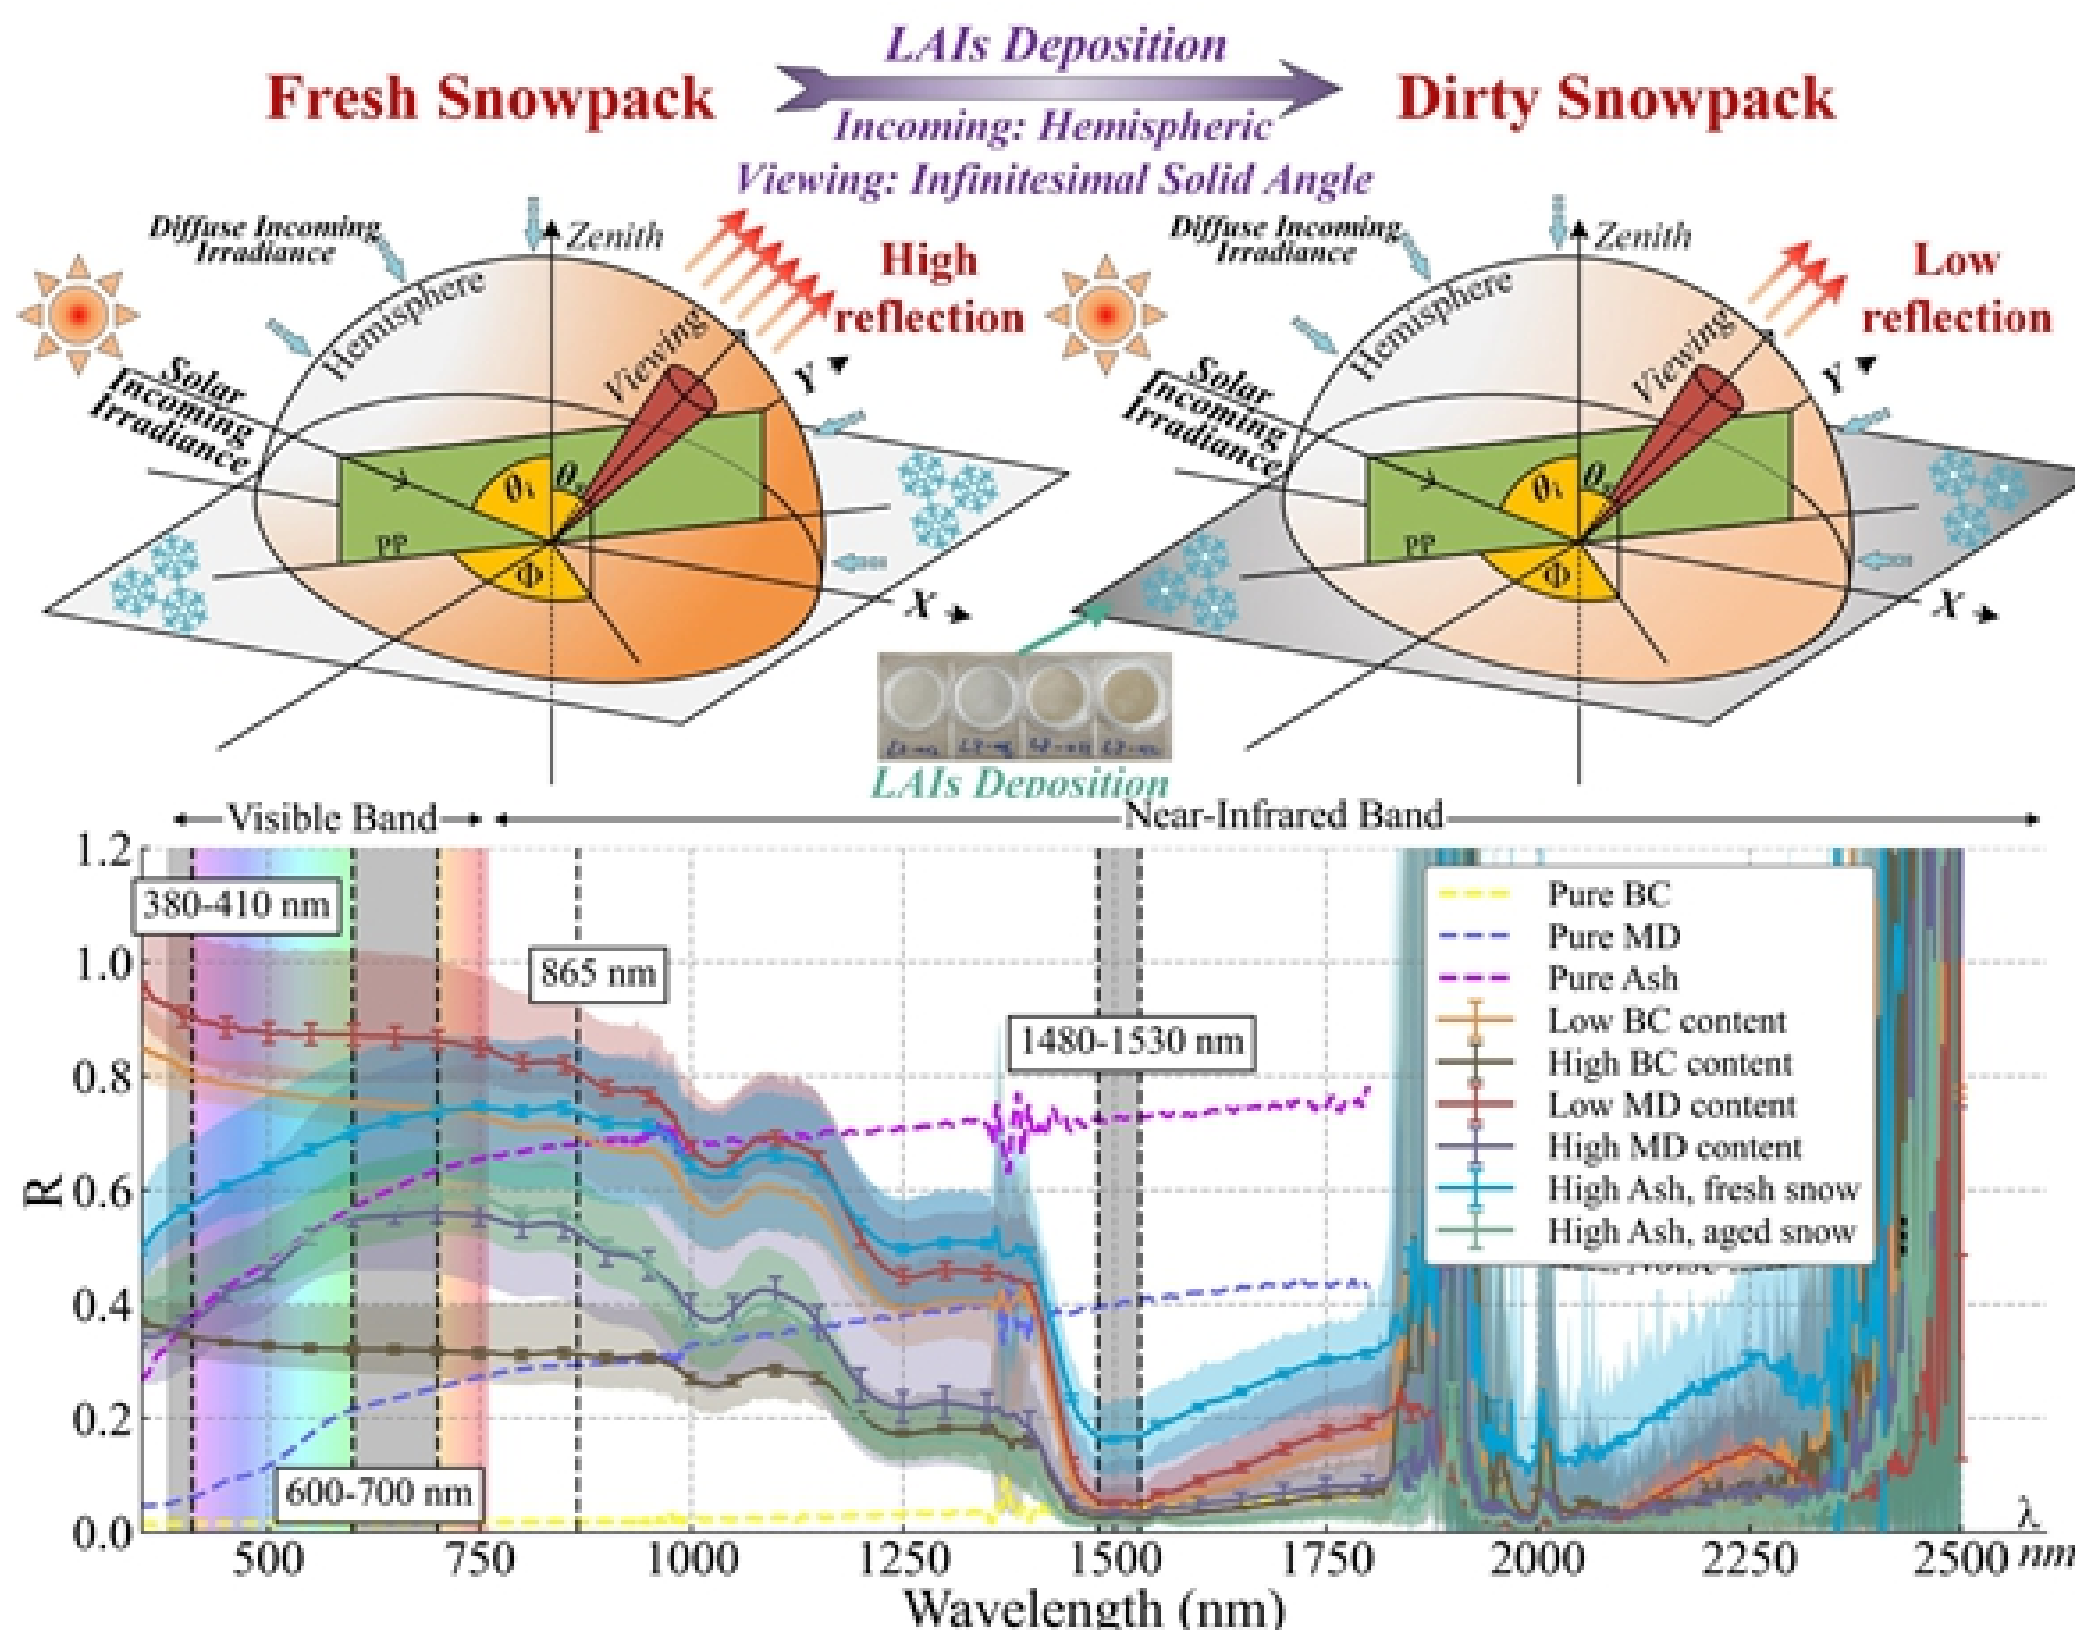 LAIs Deposition
Fresh Snowpack
Dirty Snowpack
Incoming: Hemispheric
Viewing: Infinitesimal Solid Angle
Diffuse Incoming
Irradiance
Zenith
High
reflection
Hemisphere
Viewing
Solar
Incoming
Irradiance
Y
θi
PP
Φ
X
Diffuse Incoming
Irradiance
Zenith
Low
reflection
Hemisphere
Viewing
Solar
Incoming
Irradiance
Y
θi
PP
Φ
X
LAIs Deposition
Visible Band
Near-Infrared Band
1.2
1.0
0.8
0.6
0.4
0.2
0.0
R
380-410 nm
865 nm
1480-1530 nm
600-700 nm
Pure BC
Pure MD
Pure Ash
Low BC content
High BC content
Low MD content
High MD content
High Ash, fresh snow
High Ash, aged snow
λ
500
750
1000
1250
1500
1750
2000
2250
2500
nm
Wavelength (nm)